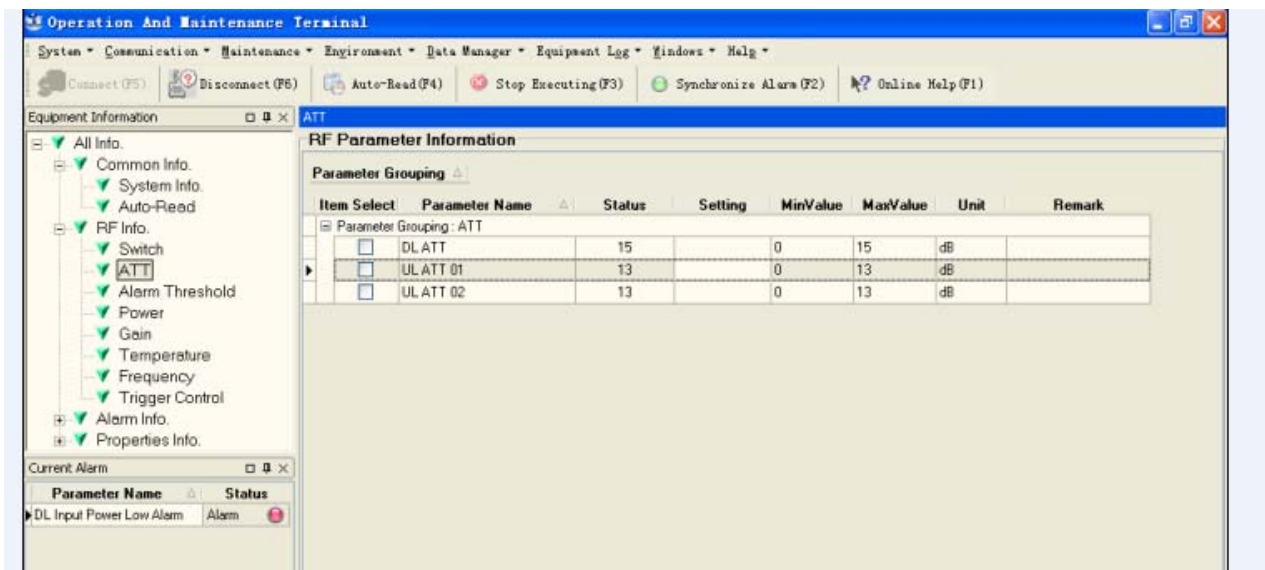 Operation And Maintenance Terminal
System Communication Maintenance Environment Data Manager Equipment Log Windows Help
Connect(F5) Disconnect(F6) Auto-Read(F4) Stop Executing(F3) Synchronize Alarm(F2) Online Help(F1)
Equipment Information
All Info.
Common Info.
System Info.
Auto-Read
RF Info.
Switch
ATT
Alarm Threshold
Power
Gain
Temperature
Frequency
Trigger Control
Alarm Info.
Properties Info.
Current Alarm
Parameter Name Status
DL Input Power Low Alarm Alarm
ATT
RF Parameter Information
Parameter Grouping
Item Select Parameter Name Status Setting MinValue MaxValue Unit Remark
Parameter Grouping : ATT
DL ATT 15 0 15 dB
UL ATT 01 13 0 13 dB
UL ATT 02 13 0 13 dB